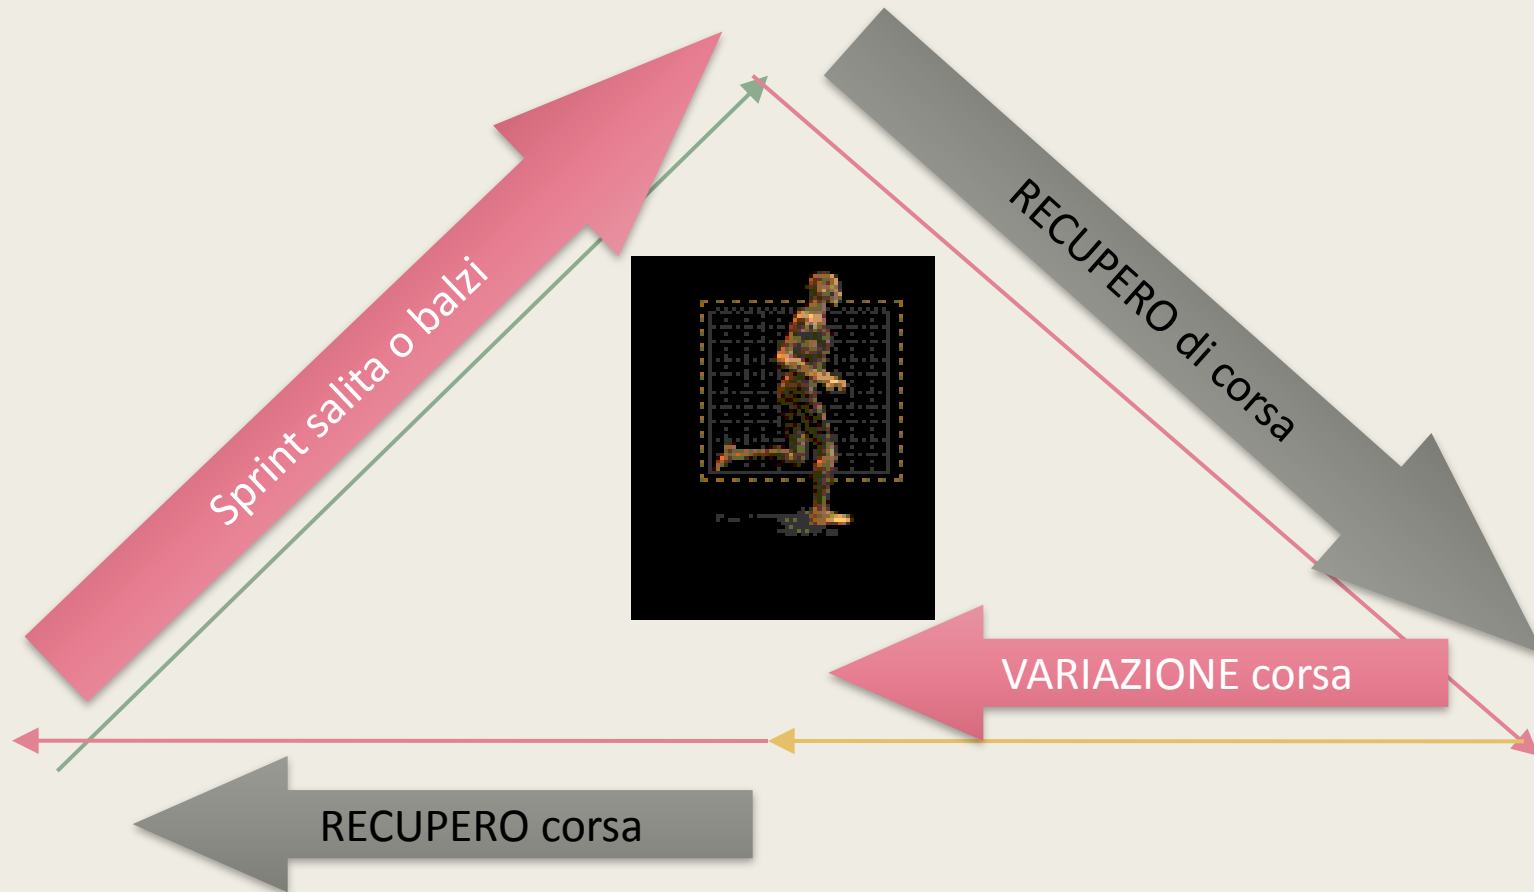 Sprint salita o balzi
RECUPERO di corsa
VARIAZIONE corsa
RECUPERO corsa